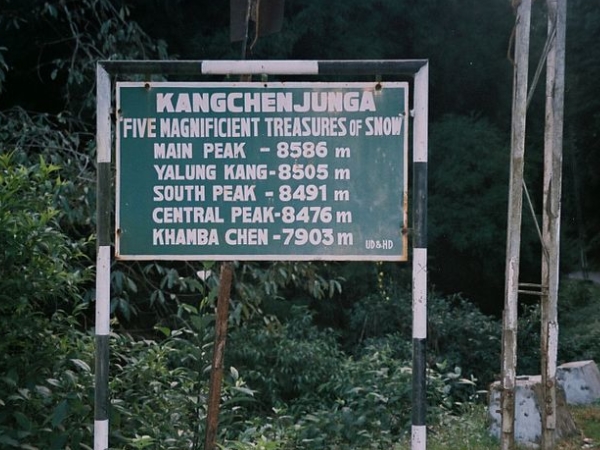 KANGCHENJUNGA
FIVE MAGNIFICIENT TREASURES OF SNOW
MAIN PEAK - 8586 m
YALUNG KANG-8505 m
SOUTH PEAK - 8491 m
CENTRAL PEAK-8476 m
KHAMBA CHEN -7903 m
UD&HD